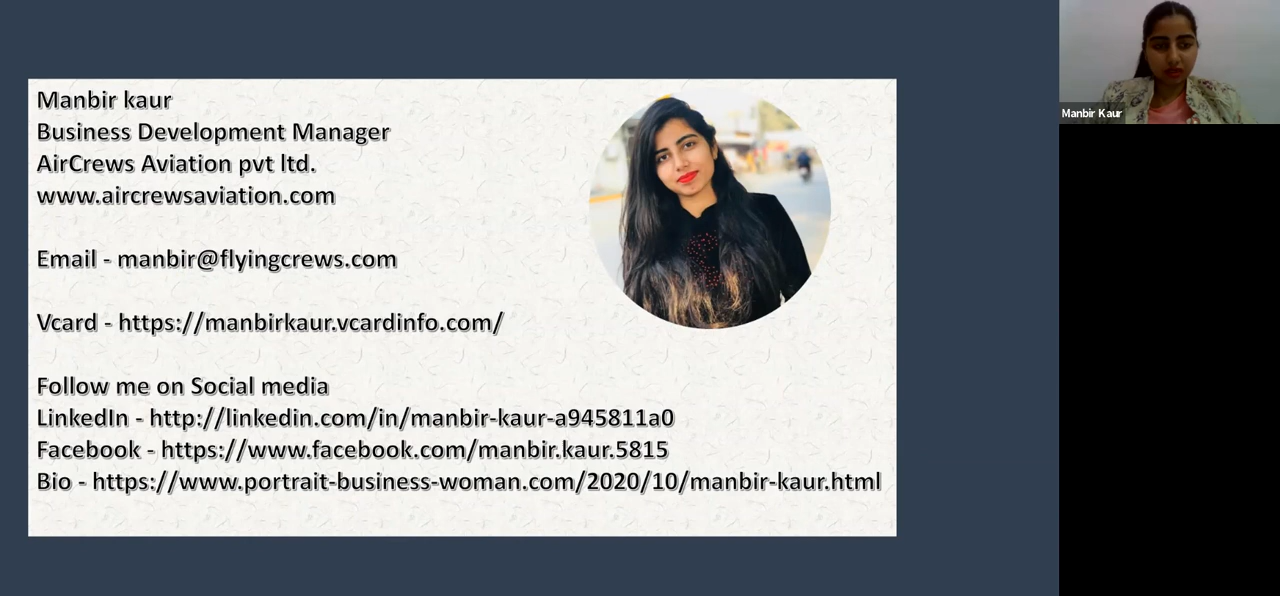 Manbir kaur
Business Development Manager
AirCrews Aviation pvt ltd.
www.aircrewsaviation.com
Email - manbir@flyingcrews.com
Vcard - https://manbirkaur.vcardinfo.com/
Follow me on Social media
LinkedIn - http://linkedin.com/in/manbir-kaur-a945811a0
Facebook - https://www.facebook.com/manbir.kaur.5815
Bio - https://www.portrait-business-woman.com/2020/10/manbir-kaur.html
Manbir Kaur